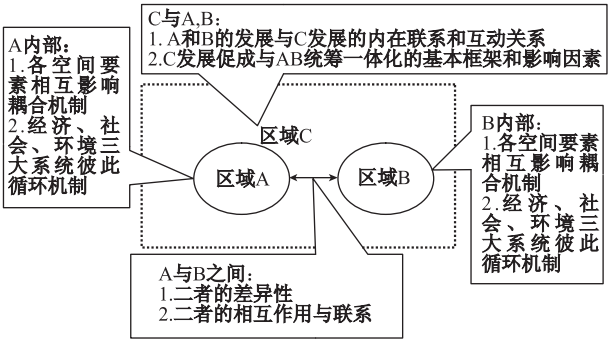 C与A,B:
1. A和B的发展与C发展的内在联系和互动关系
2.C发展促成与AB统筹一体化的基本框架和影响因素
A内部:
1.各空间要
素相互影响
耦合机制
2.经济、社
会、环境三
大系统彼此
循环机制
区域C
区域A
区域B
B内部:
1.各空间要素
相互影响耦
合机制
2.经济、社
会、环境三
大系统彼此
循环机制
A与B之间:
1.二者的差异性
2.二者的相互作用与联系